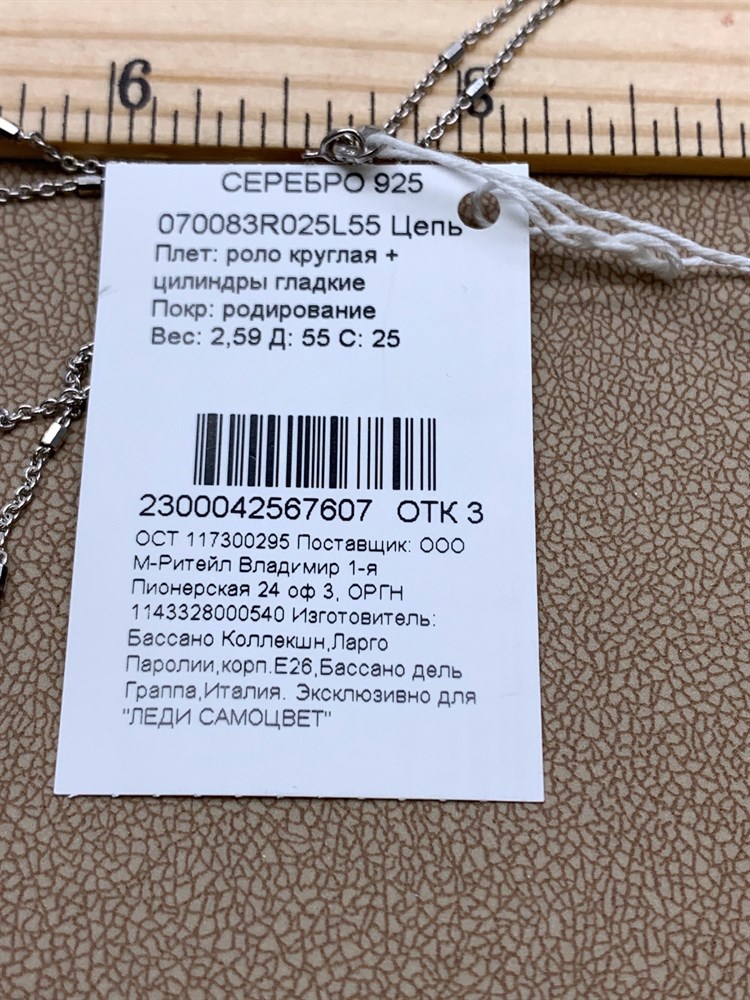 6
8
СЕРЕБРО 925
070083R025L55 Цепь
Плет: роло круглая +
цилиндры гладкие
Покр: родирование
Вес: 2,59 Д: 55 С: 25
2300042567607 ОТК 3
ОСТ 117300295 Поставщик: ООО
М-Ритейл Владимир 1-я
Пионерская 24 оф 3, ОРГН
1143328000540 Изготовитель:
Бассано Коллекшн,Ларго
Паролии,корп.Е26,Бассано дель
Граппа,Италия. Эксклюзивно для
"ЛЕДИ САМОЦВЕТ"